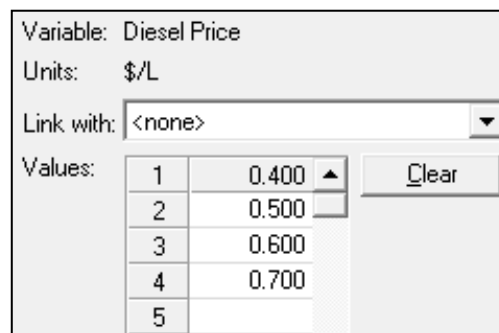 Variable: Diesel Price
Units: $/L
Link with: <none>
Values:
1 0.400 Clear
2 0.500
3 0.600
4 0.700
5